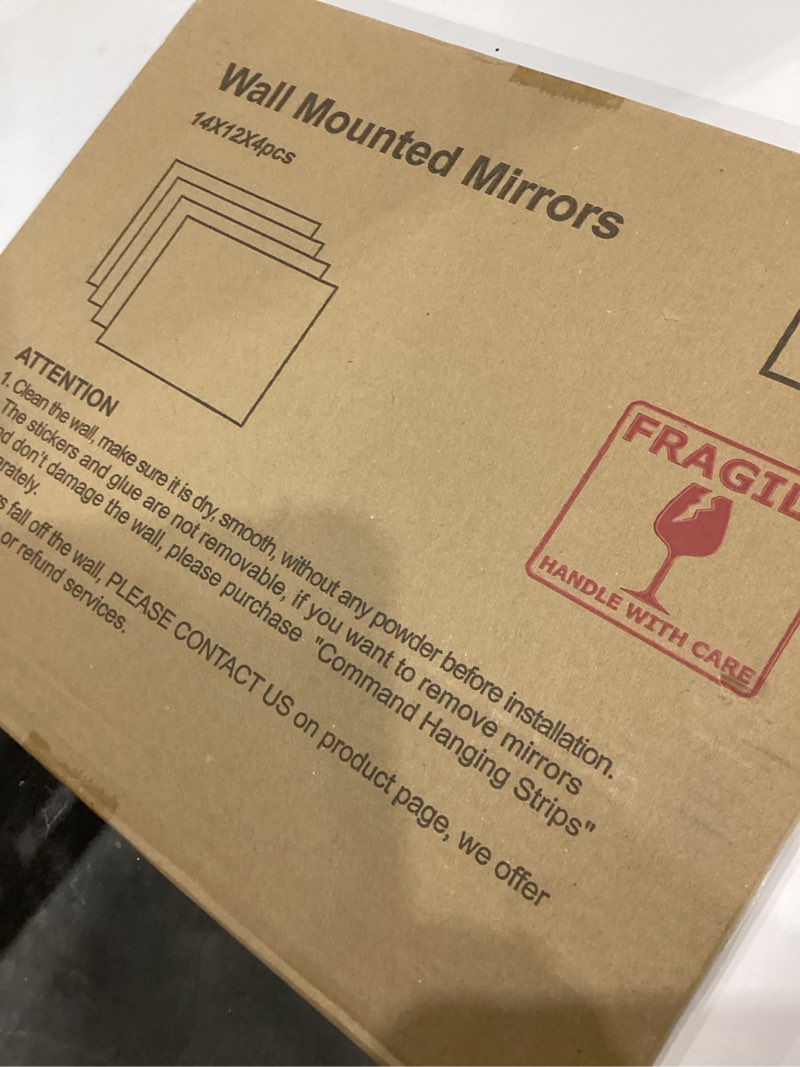 Wall Mounted Mirrors
14X12X4pcs
ATTENTION
1. Clean the wall, make sure it is dry, smooth, without any powder before installation.
The stickers and glue are not removable, if you want to remove mirrors
don't damage the wall, please purchase "Command Hanging Strips"
fall off the wall, PLEASE CONTACT US on product page, we offer
or refund services.
FRAGIL
HANDLE WITH CARE